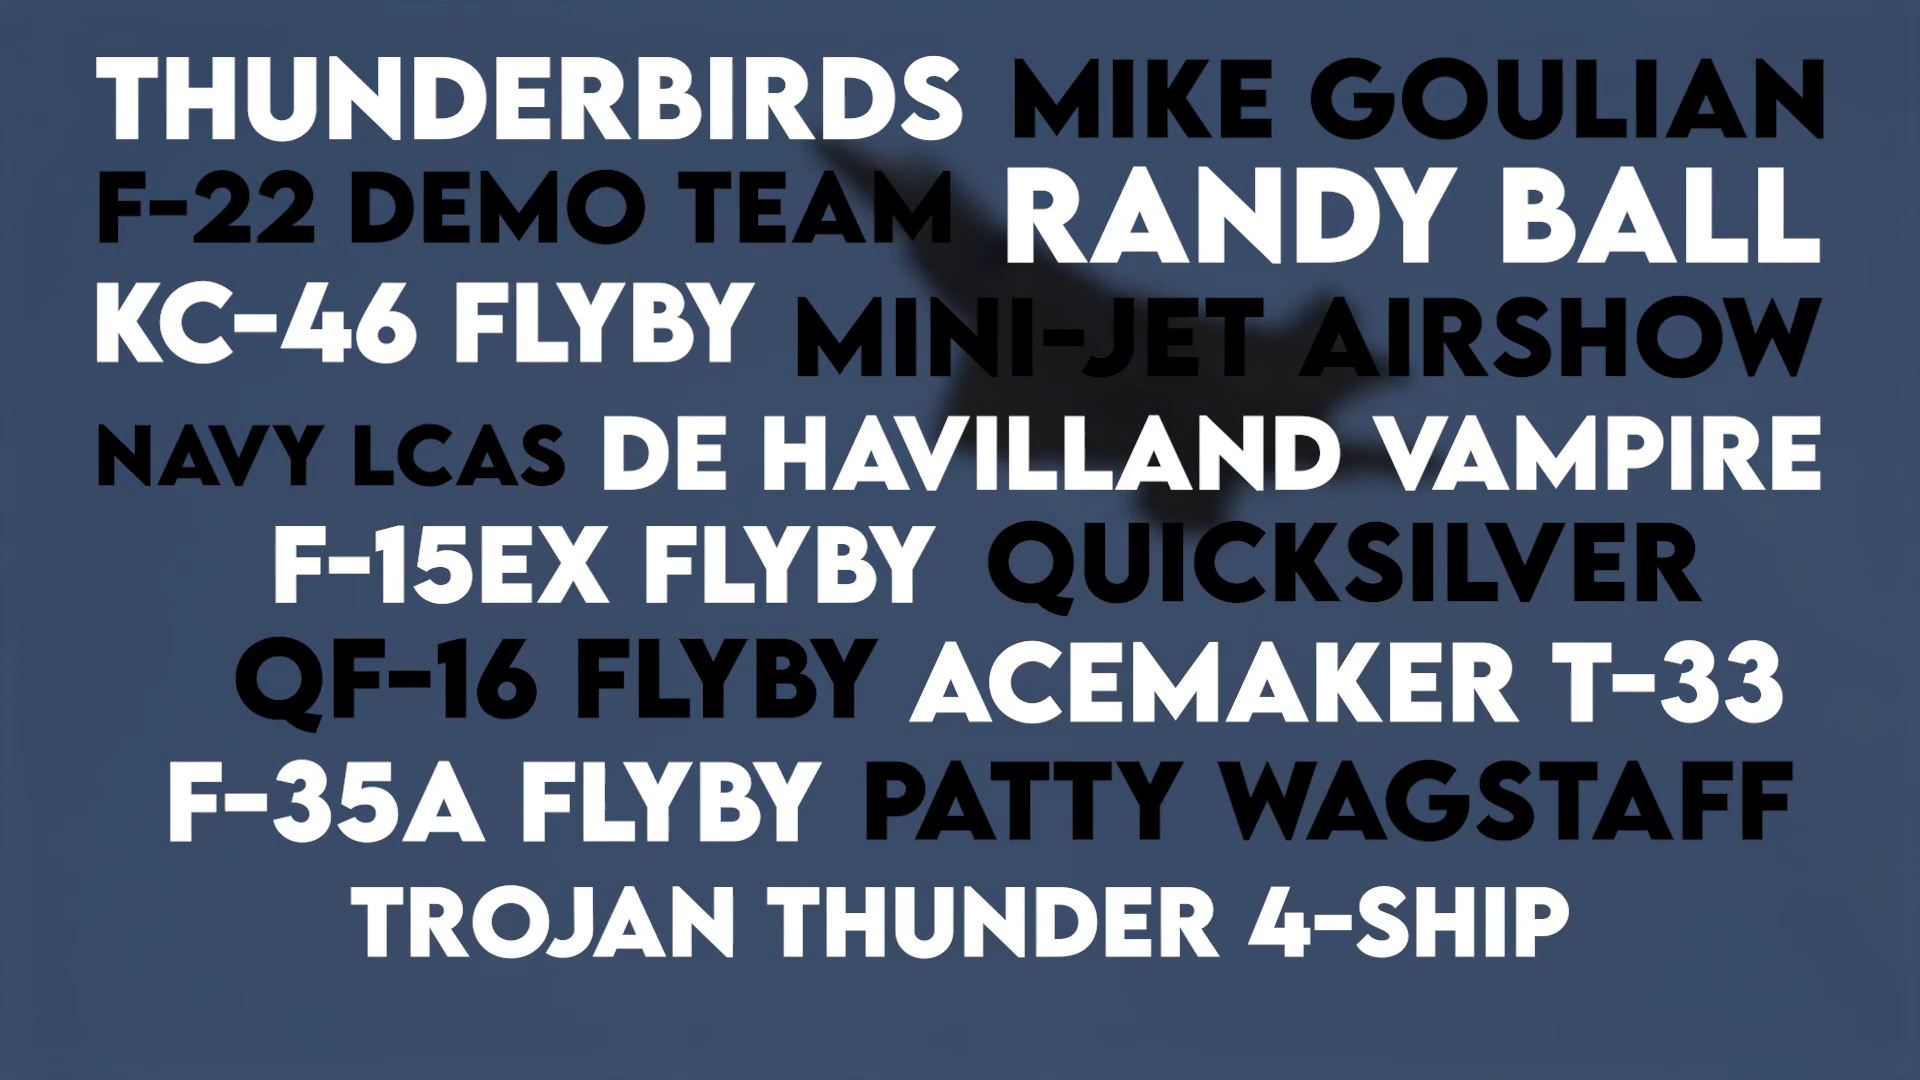 THUNDERBIRDS MIKE GOULIAN
F-22 DEMO TEAM RANDY BALL
KC-46 FLYBY MINI-JET AIRSHOW
NAVY LCAS DE HAVILLAND VAMPIRE
F-15EX FLYBY QUICKSILVER
QF-16 FLYBY ACEMAKER T-33
F-35A FLYBY PATTY WAGSTAFF
TROJAN THUNDER 4-SHIP